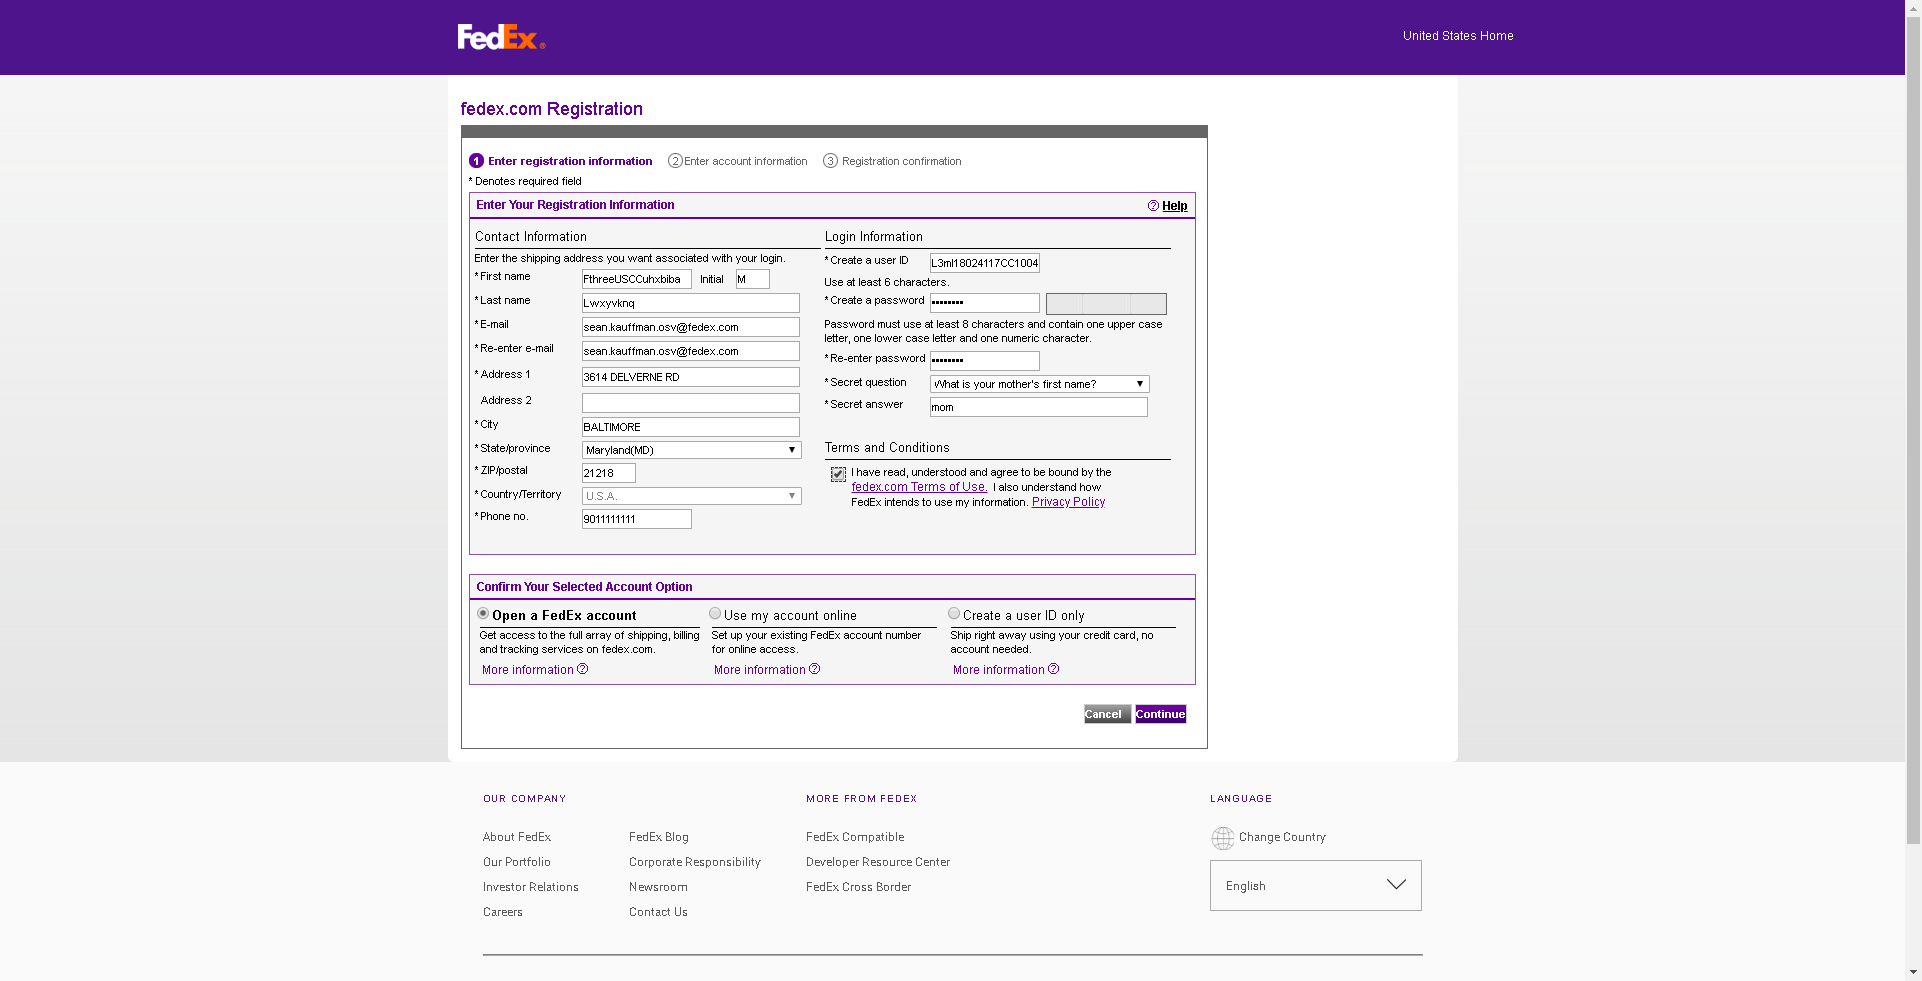 FedEx®
United States Home
fedex.com Registration
1 Enter registration information 2 Enter account information 3 Registration confirmation
* Denotes required field
Enter Your Registration Information
? Help
Contact Information
Enter the shipping address you want associated with your login.
* First name FthreeUSCCuhxbiba Initial M
* Last name Lwxyvknq
* E-mail sean.kauffman.osv@fedex.com
* Re-enter e-mail sean.kauffman.osv@fedex.com
* Address 1 3614 DELVERNE RD
Address 2
* City BALTIMORE
* State/province Maryland(MD)
* ZIP/postal 21218
* Country/Territory U.S.A.
* Phone no. 9011111111
Login Information
* Create a user ID L3ml18024117CC1004
Use at least 6 characters.
* Create a password ••••••••
Password must use at least 8 characters and contain one upper case
letter, one lower case letter and one numeric character.
* Re-enter password ••••••••
* Secret question What is your mother's first name?
* Secret answer mom
Terms and Conditions
I have read, understood and agree to be bound by the
fedex.com Terms of Use. I also understand how
FedEx intends to use my information. Privacy Policy
Confirm Your Selected Account Option
Open a FedEx account
Get access to the full array of shipping, billing
and tracking services on fedex.com.
More information ?
Use my account online
Set up your existing FedEx account number
for online access.
More information ?
Create a user ID only
Ship right away using your credit card, no
account needed.
More information ?
Cancel Continue
OUR COMPANY
About FedEx
Our Portfolio
Investor Relations
Careers
FedEx Blog
Corporate Responsibility
Newsroom
Contact Us
MORE FROM FEDEX
FedEx Compatible
Developer Resource Center
FedEx Cross Border
LANGUAGE
Change Country
English